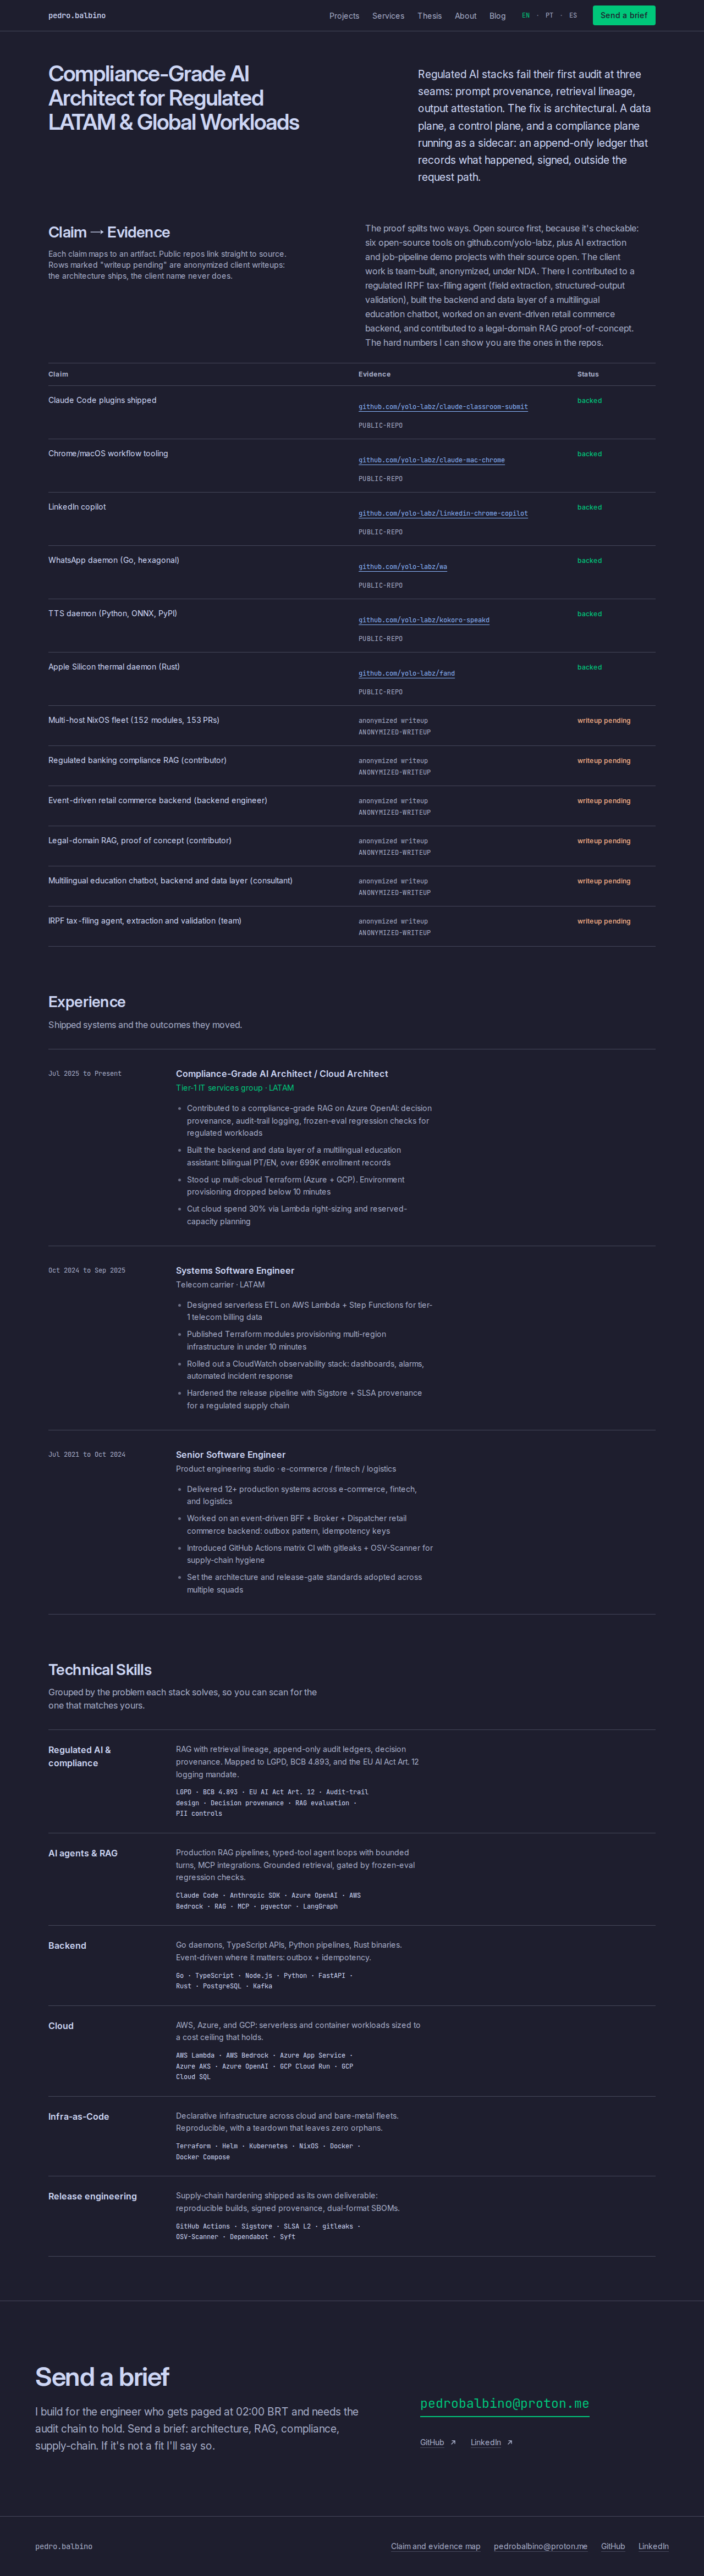 pedro.balbino
Projects Services Thesis About Blog EN · PT · ES Send a brief
Compliance-Grade AI
Architect for Regulated
LATAM & Global Workloads
Regulated AI stacks fail their first audit at three
seams: prompt provenance, retrieval lineage,
output attestation. The fix is architectural. A data
plane, a control plane, and a compliance plane
running as a sidecar: an append-only ledger that
records what happened, signed, outside the
request path.
Claim → Evidence
Each claim maps to an artifact. Public repos link straight to source.
Rows marked "writeup pending" are anonymized client writeups:
the architecture ships, the client name never does.
The proof splits two ways. Open source first, because it's checkable:
six open-source tools on github.com/yolo-labz, plus AI extraction
and job-pipeline demo projects with their source open. The client
work is team-built, anonymized, under NDA. There I contributed to a
regulated IRPF tax-filing agent (field extraction, structured-output
validation), built the backend and data layer of a multilingual
education chatbot, worked on an event-driven retail commerce
backend, and contributed to a legal-domain RAG proof-of-concept.
The hard numbers I can show you are the ones in the repos.
Claim Evidence Status
Claude Code plugins shipped
github.com/yolo-labz/claude-classroom-submit
PUBLIC-REPO
backed
Chrome/macOS workflow tooling
github.com/yolo-labz/claude-mac-chrome
PUBLIC-REPO
backed
LinkedIn copilot
github.com/yolo-labz/linkedin-chrome-copilot
PUBLIC-REPO
backed
WhatsApp daemon (Go, hexagonal)
github.com/yolo-labz/wa
PUBLIC-REPO
backed
TTS daemon (Python, ONNX, PyPI)
github.com/yolo-labz/kokoro-speakd
PUBLIC-REPO
backed
Apple Silicon thermal daemon (Rust)
github.com/yolo-labz/fand
PUBLIC-REPO
backed
Multi-host NixOS fleet (152 modules, 153 PRs)
anonymized writeup
ANONYMIZED-WRITEUP
writeup pending
Regulated banking compliance RAG (contributor)
anonymized writeup
ANONYMIZED-WRITEUP
writeup pending
Event-driven retail commerce backend (backend engineer)
anonymized writeup
ANONYMIZED-WRITEUP
writeup pending
Legal-domain RAG, proof of concept (contributor)
anonymized writeup
ANONYMIZED-WRITEUP
writeup pending
Multilingual education chatbot, backend and data layer (consultant)
anonymized writeup
ANONYMIZED-WRITEUP
writeup pending
IRPF tax-filing agent, extraction and validation (team)
anonymized writeup
ANONYMIZED-WRITEUP
writeup pending
Experience
Shipped systems and the outcomes they moved.
Jul 2025 to Present
Compliance-Grade AI Architect / Cloud Architect
Tier-1 IT services group · LATAM
• Contributed to a compliance-grade RAG on Azure OpenAI: decision
provenance, audit-trail logging, frozen-eval regression checks for
regulated workloads
• Built the backend and data layer of a multilingual education
assistant: bilingual PT/EN, over 699K enrollment records
• Stood up multi-cloud Terraform (Azure + GCP). Environment
provisioning dropped below 10 minutes
• Cut cloud spend 30% via Lambda right-sizing and reserved-
capacity planning
Oct 2024 to Sep 2025
Systems Software Engineer
Telecom carrier · LATAM
• Designed serverless ETL on AWS Lambda + Step Functions for tier-
1 telecom billing data
• Published Terraform modules provisioning multi-region
infrastructure in under 10 minutes
• Rolled out a CloudWatch observability stack: dashboards, alarms,
automated incident response
• Hardened the release pipeline with Sigstore + SLSA provenance
for a regulated supply chain
Jul 2021 to Oct 2024
Senior Software Engineer
Product engineering studio · e-commerce / fintech / logistics
• Delivered 12+ production systems across e-commerce, fintech,
and logistics
• Worked on an event-driven BFF + Broker + Dispatcher retail
commerce backend: outbox pattern, idempotency keys
• Introduced GitHub Actions matrix CI with gitleaks + OSV-Scanner for
supply-chain hygiene
• Set the architecture and release-gate standards adopted across
multiple squads
Technical Skills
Grouped by the problem each stack solves, so you can scan for the
one that matches yours.
Regulated AI &
compliance
RAG with retrieval lineage, append-only audit ledgers, decision
provenance. Mapped to LGPD, BCB 4.893, and the EU AI Act Art. 12
logging mandate.
LGPD · BCB 4.893 · EU AI Act Art. 12 · Audit-trail
design · Decision provenance · RAG evaluation ·
PII controls
AI agents & RAG
Production RAG pipelines, typed-tool agent loops with bounded
turns, MCP integrations. Grounded retrieval, gated by frozen-eval
regression checks.
Claude Code · Anthropic SDK · Azure OpenAI · AWS
Bedrock · RAG · MCP · pgvector · LangGraph
Backend
Go daemons, TypeScript APIs, Python pipelines, Rust binaries.
Event-driven where it matters: outbox + idempotency.
Go · TypeScript · Node.js · Python · FastAPI ·
Rust · PostgreSQL · Kafka
Cloud
AWS, Azure, and GCP: serverless and container workloads sized to
a cost ceiling that holds.
AWS Lambda · AWS Bedrock · Azure App Service ·
Azure AKS · Azure OpenAI · GCP Cloud Run · GCP
Cloud SQL
Infra-as-Code
Declarative infrastructure across cloud and bare-metal fleets.
Reproducible, with a teardown that leaves zero orphans.
Terraform · Helm · Kubernetes · NixOS · Docker ·
Docker Compose
Release engineering
Supply-chain hardening shipped as its own deliverable:
reproducible builds, signed provenance, dual-format SBOMs.
GitHub Actions · Sigstore · SLSA L2 · gitleaks ·
OSV-Scanner · Dependabot · Syft
Send a brief
I build for the engineer who gets paged at 02:00 BRT and needs the
audit chain to hold. Send a brief: architecture, RAG, compliance,
supply-chain. If it's not a fit I'll say so.
pedrobalbino@proton.me
GitHub ↗ LinkedIn ↗
pedro.balbino
Claim and evidence map pedrobalbino@proton.me GitHub LinkedIn